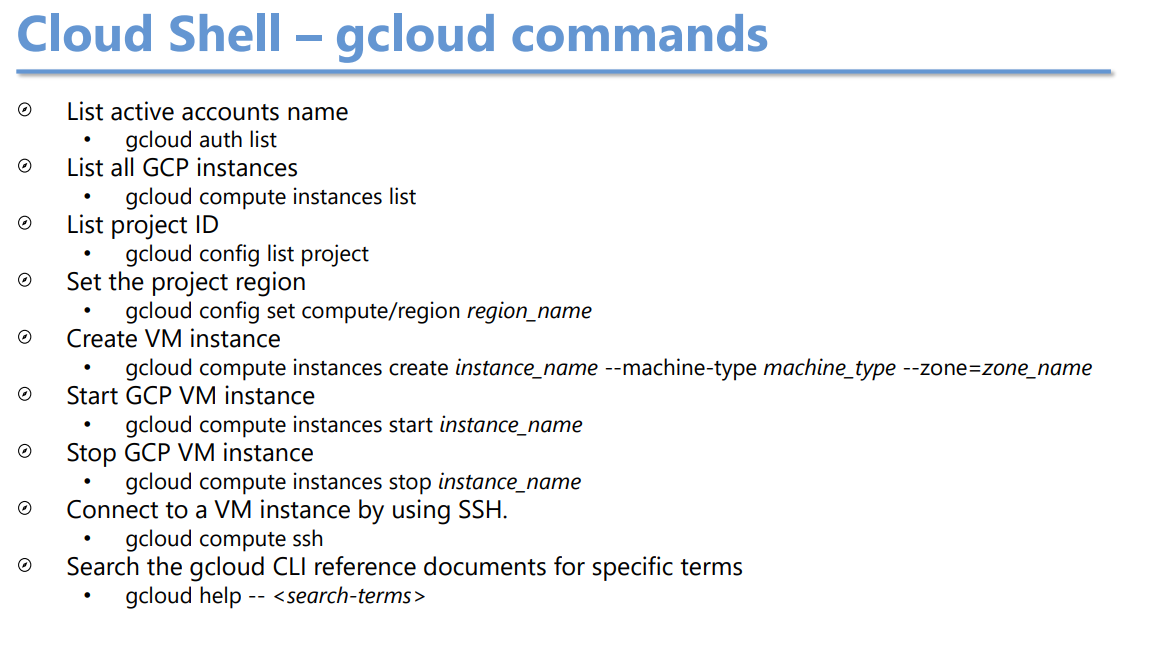 Cloud Shell – gcloud commands
List active accounts name
• gcloud auth list
List all GCP instances
• gcloud compute instances list
List project ID
• gcloud config list project
Set the project region
• gcloud config set compute/region region_name
Create VM instance
• gcloud compute instances create instance_name --machine-type machine_type --zone=zone_name
Start GCP VM instance
• gcloud compute instances start instance_name
Stop GCP VM instance
• gcloud compute instances stop instance_name
Connect to a VM instance by using SSH.
• gcloud compute ssh
Search the gcloud CLI reference documents for specific terms
• gcloud help -- <search-terms>